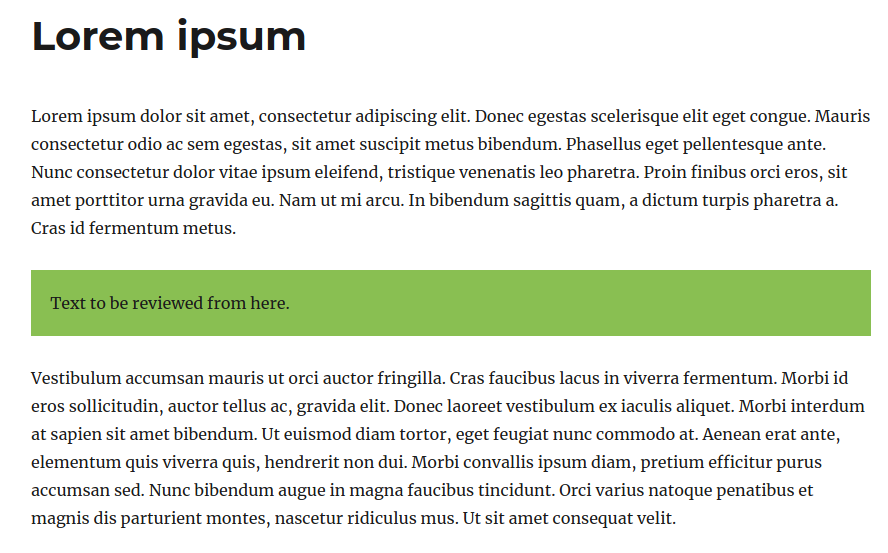 Lorem ipsum
Lorem ipsum dolor sit amet, consectetur adipiscing elit. Donec egestas scelerisque elit eget congue. Mauris
consectetur odio ac sem egestas, sit amet suscipit metus bibendum. Phasellus eget pellentesque ante.
Nunc consectetur dolor vitae ipsum eleifend, tristique venenatis leo pharetra. Proin finibus orci eros, sit
amet porttitor urna gravida eu. Nam ut mi arcu. In bibendum sagittis quam, a dictum turpis pharetra a.
Cras id fermentum metus.
Text to be reviewed from here.
Vestibulum accumsan mauris ut orci auctor fringilla. Cras faucibus lacus in viverra fermentum. Morbi id
eros sollicitudin, auctor tellus ac, gravida elit. Donec laoreet vestibulum ex iaculis aliquet. Morbi interdum
at sapien sit amet bibendum. Ut euismod diam tortor, eget feugiat nunc commodo at. Aenean erat ante,
elementum quis viverra quis, hendrerit non dui. Morbi convallis ipsum diam, pretium efficitur purus
accumsan sed. Nunc bibendum augue in magna faucibus tincidunt. Orci varius natoque penatibus et
magnis dis parturient montes, nascetur ridiculus mus. Ut sit amet consequat velit.